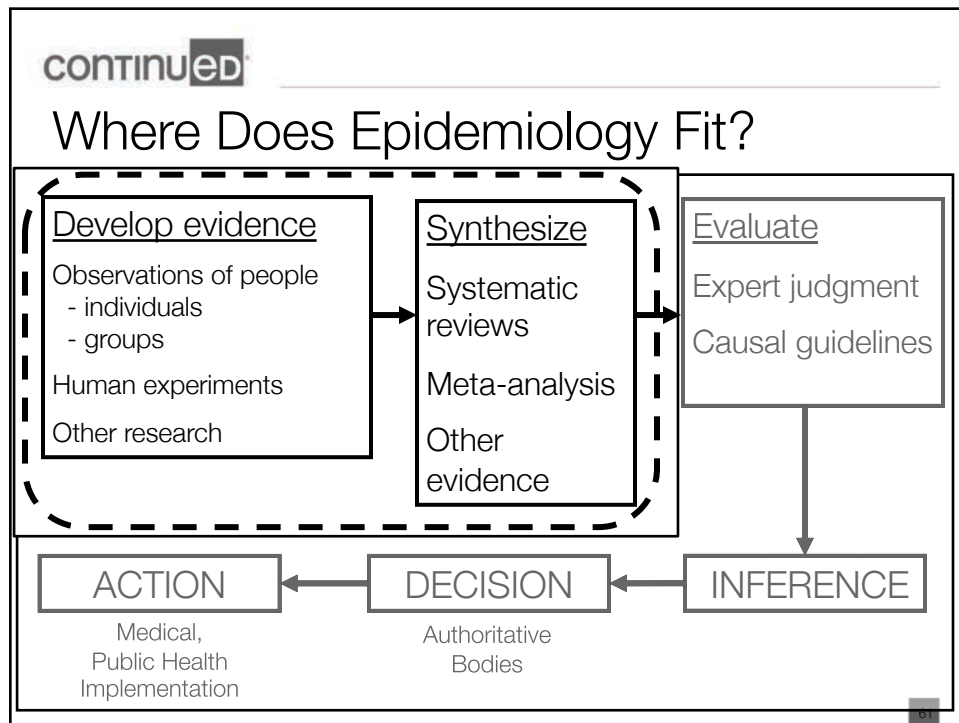 continued
Where Does Epidemiology Fit?
Develop evidence
Observations of people
- individuals
- groups
Human experiments
Other research
Synthesize
Systematic
reviews
Meta-analysis
Other
evidence
Evaluate
Expert judgment
Causal guidelines
INFERENCE
DECISION
Authoritative
Bodies
ACTION
Medical,
Public Health
Implementation
61